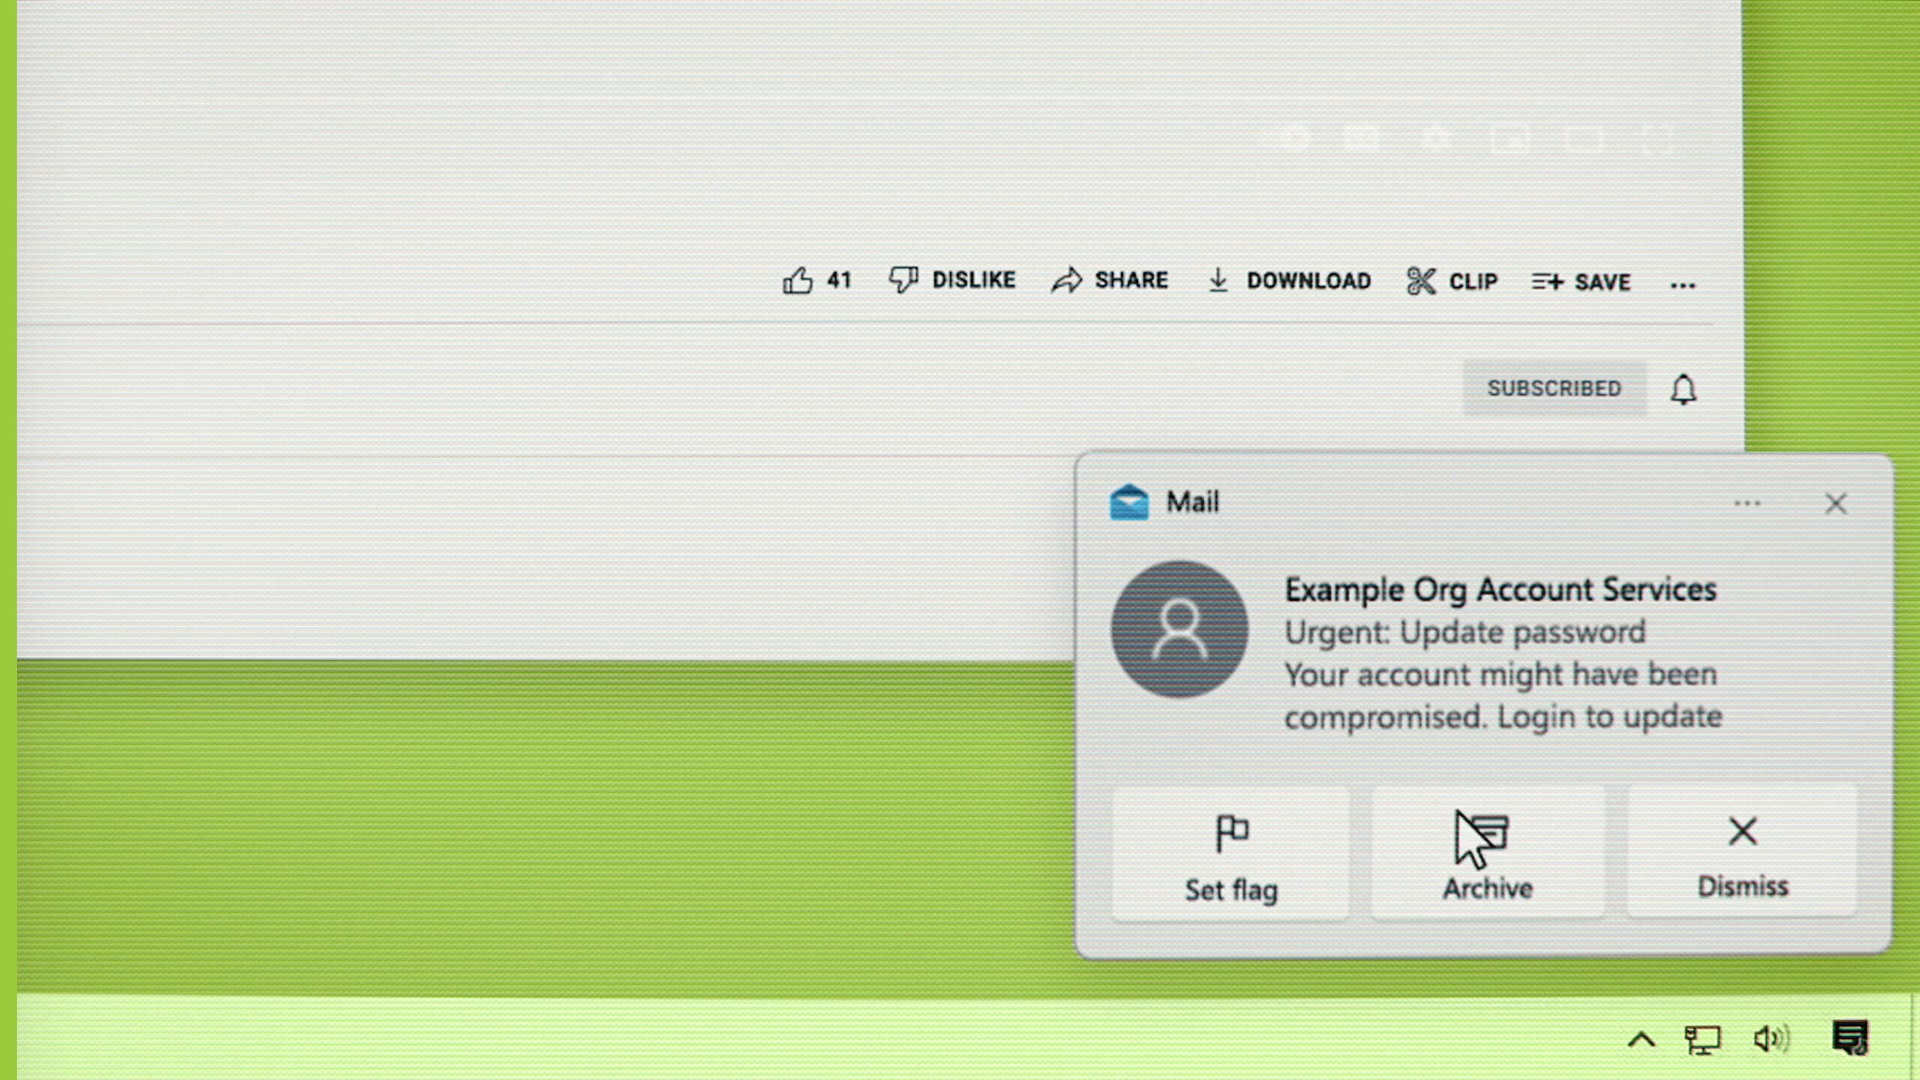 41 DISLIKE SHARE DOWNLOAD CLIP SAVE ...
SUBSCRIBED
Mail
Example Org Account Services
Urgent: Update password
Your account might have been
compromised. Login to update
Set flag Archive Dismiss